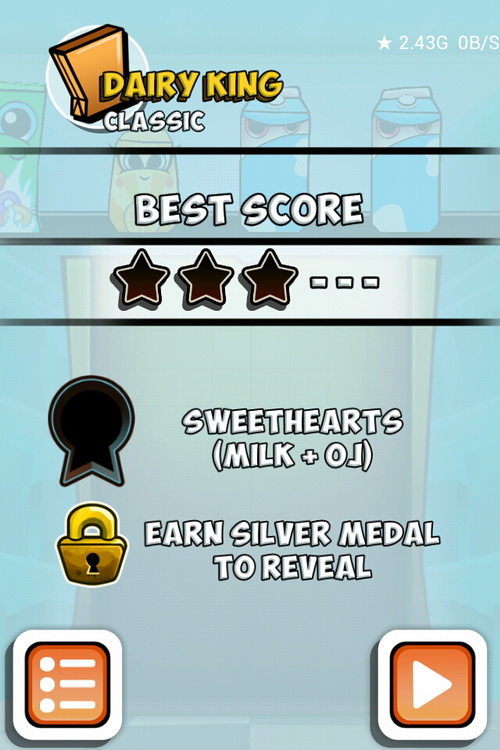 ★ 2.43G 0B/S
DAIRY KING
CLASSIC
BEST SCORE
---
SWEETHEARTS
(MILK + OJ)
EARN SILVER MEDAL
TO REVEAL